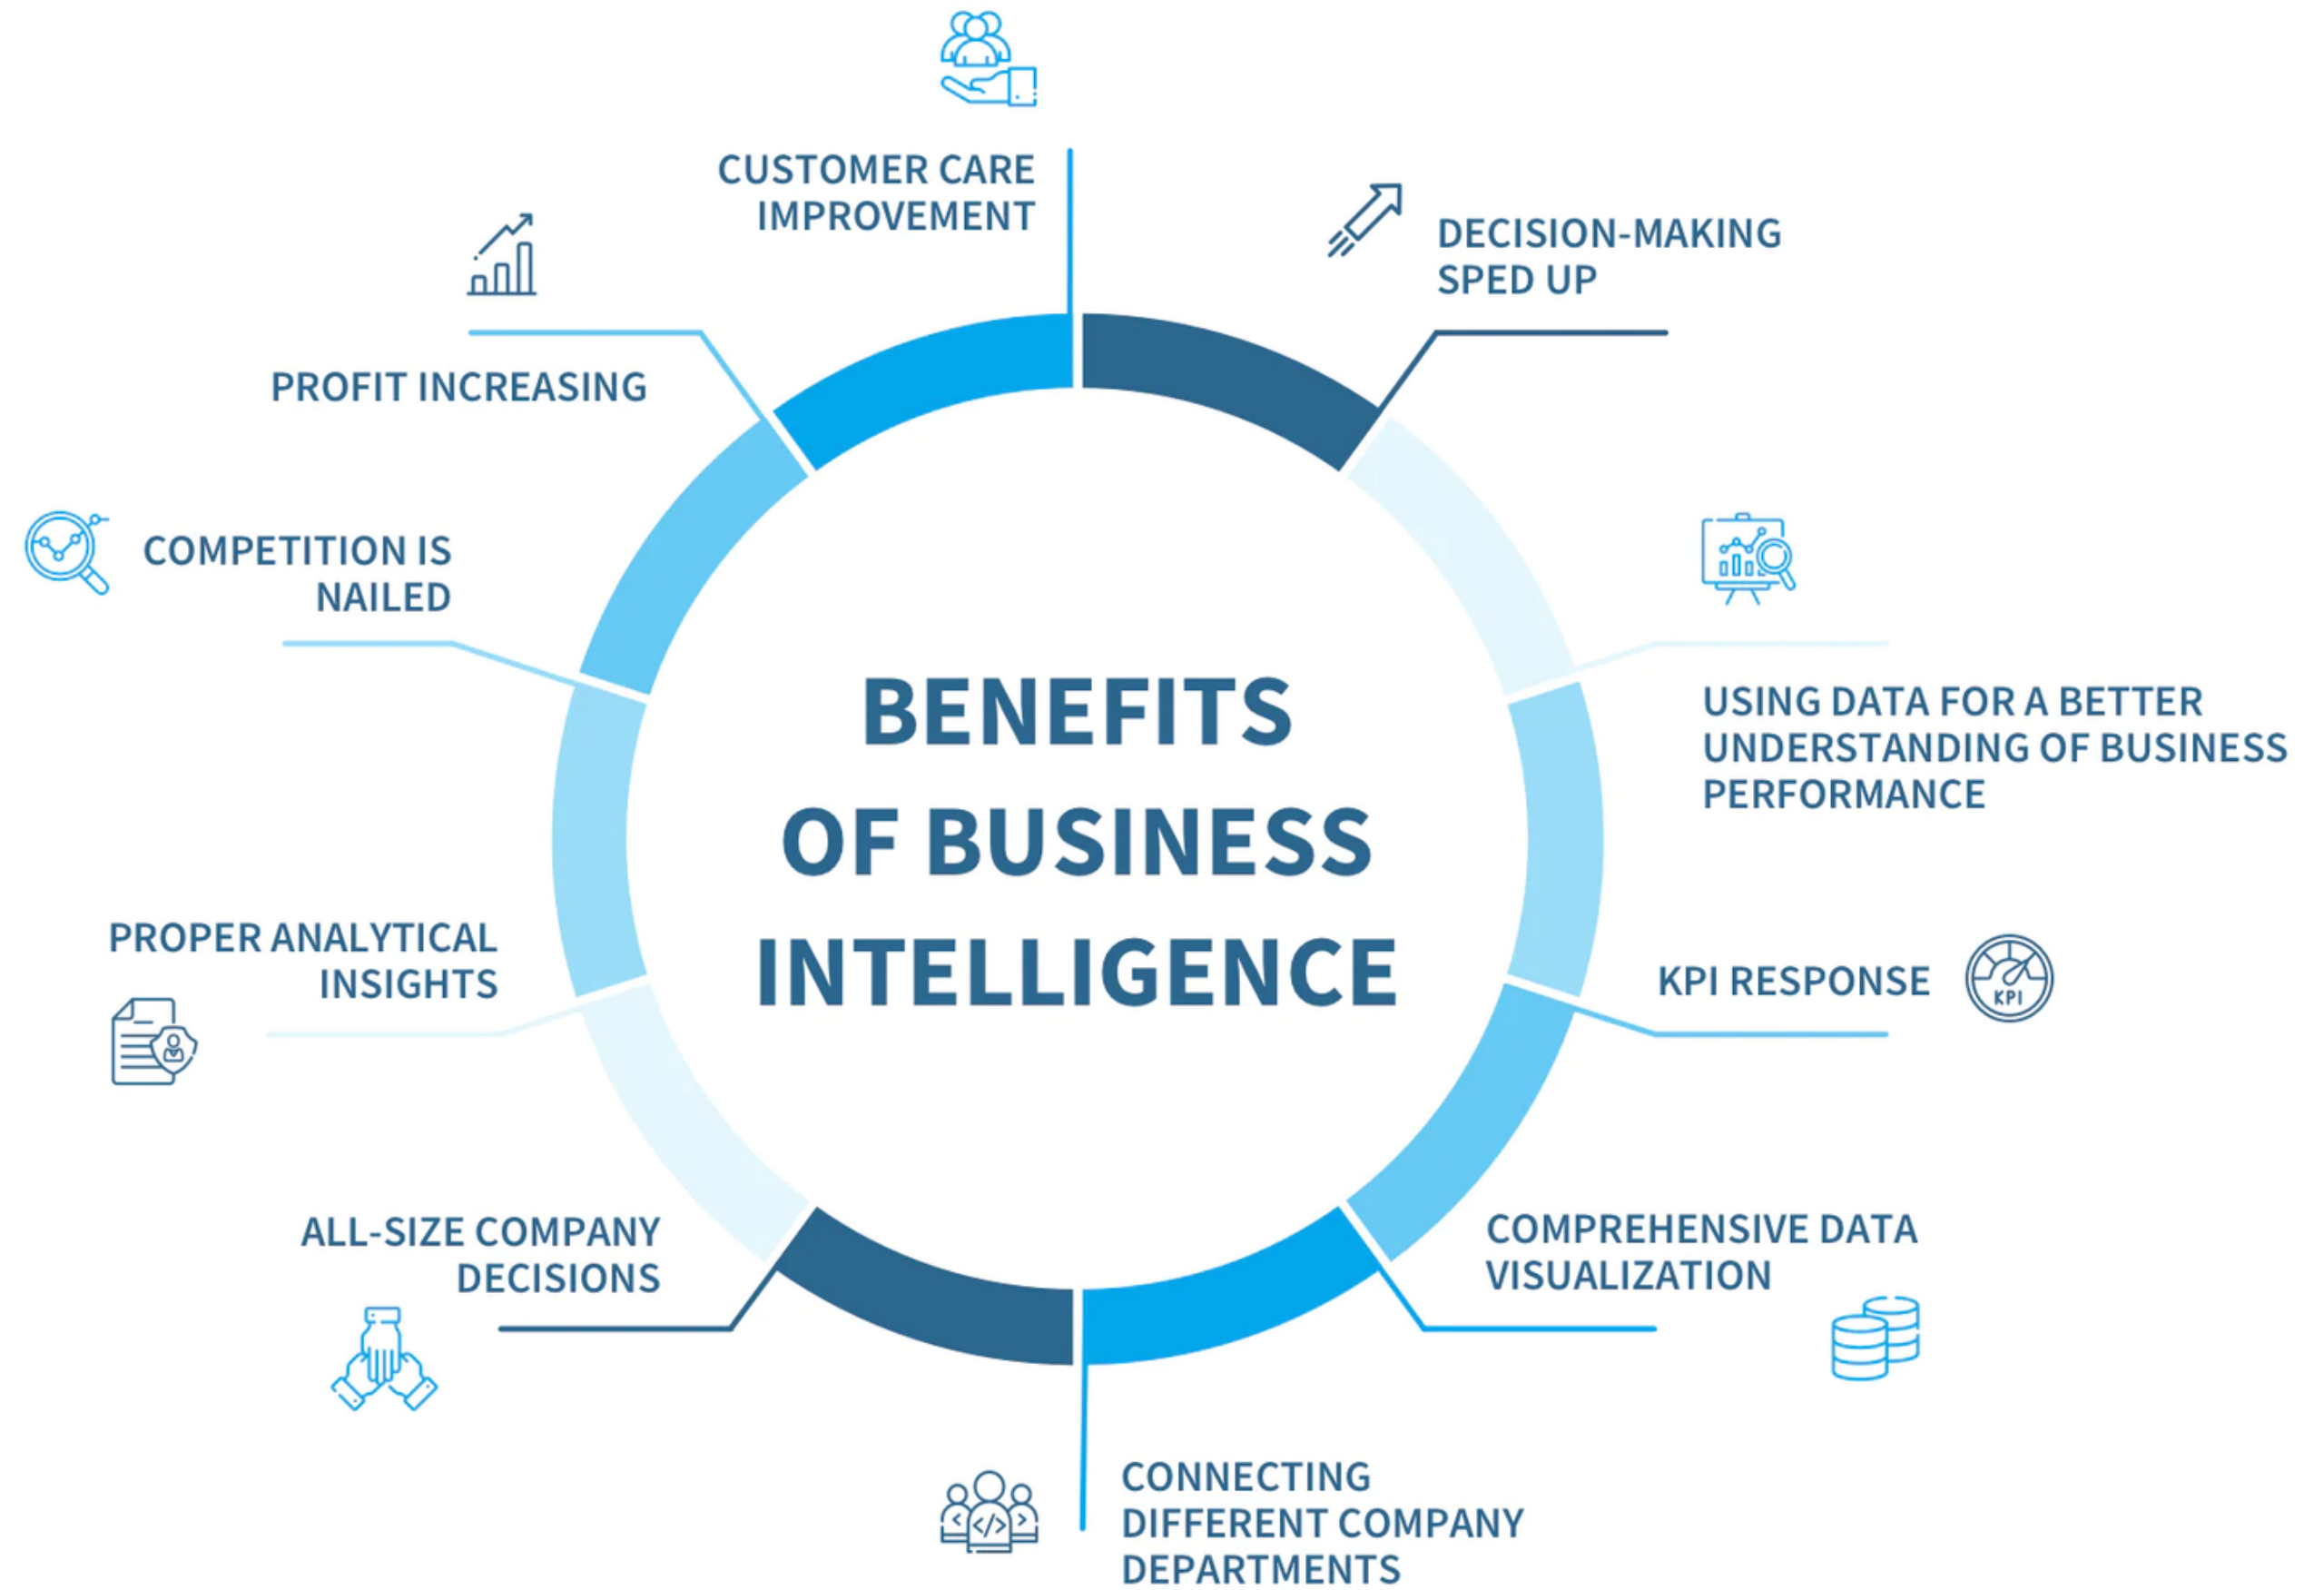 CUSTOMER CARE
IMPROVEMENT
DECISION-MAKING
SPED UP
PROFIT INCREASING
COMPETITION IS
NAILED
USING DATA FOR A BETTER
UNDERSTANDING OF BUSINESS
PERFORMANCE
BENEFITS
OF BUSINESS
INTELLIGENCE
PROPER ANALYTICAL
INSIGHTS
KPI RESPONSE
KPI
ALL-SIZE COMPANY
DECISIONS
COMPREHENSIVE DATA
VISUALIZATION
CONNECTING
DIFFERENT COMPANY
DEPARTMENTS